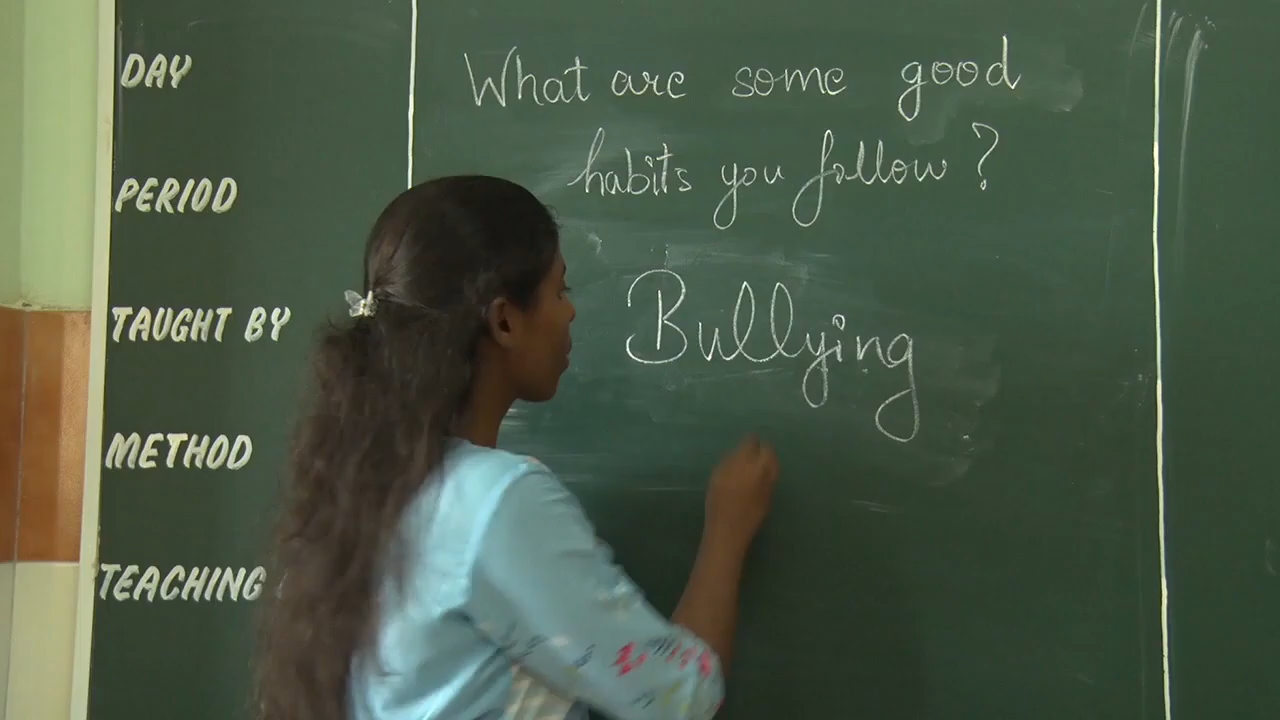 DAY
PERIOD
TAUGHT BY
METHOD
TEACHING
What are some good
habits you follow ?
Bullying